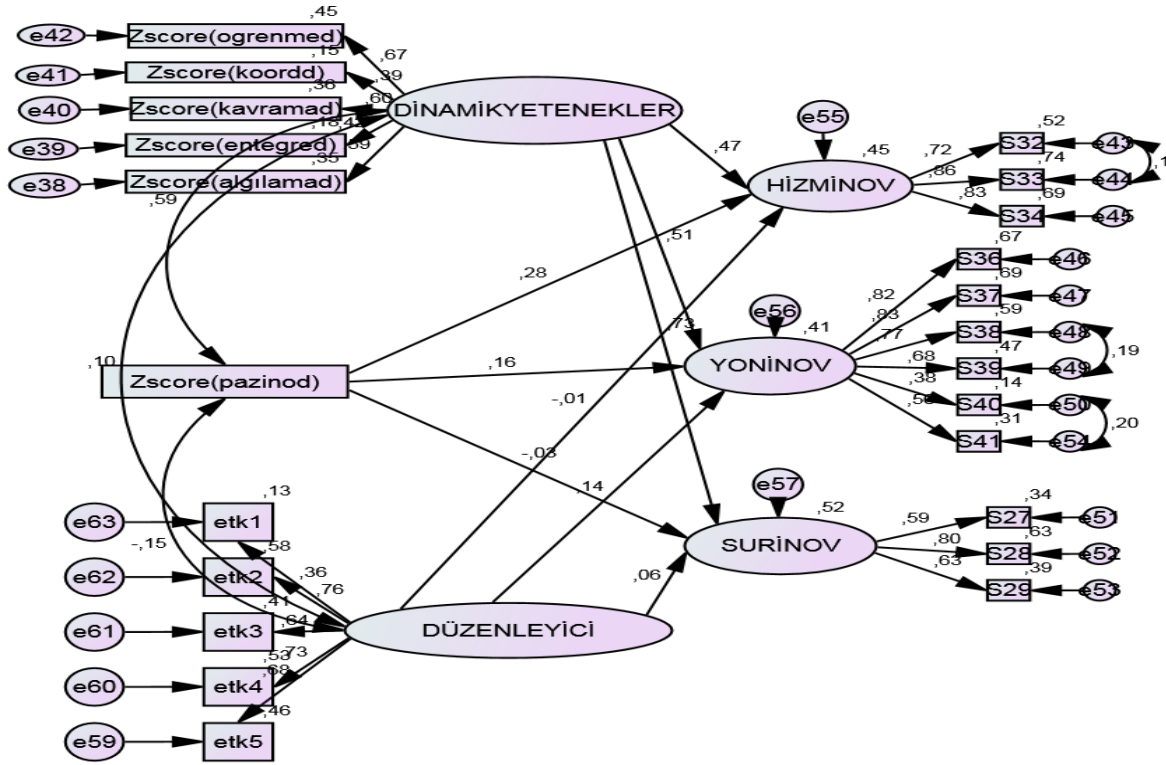 ,45
e42 Zscore(ogrenmed)
,15 ,67
e41 Zscore(koordd)
,36 ,39
e40 Zscore(kavramad)
,60 DİNAMİKYETENEKLER
,18
e39 Zscore(entegred)
,35
e38 Zscore(algılamad)
,59
e55
,47 ,45
HİZMİNOV
,72 ,52
S32 e43
,86 ,74
S33 e44
,83 ,69
S34 e45
,51
,28
,67
S36 e46
,82 ,69
S37 e47
,83 ,59
S38 e48
,77 ,47
,19
S39 e49
,68 ,14
S40 e50
,38 ,31
S41 e54
,20
e56
,73 ,41
YONİNOV
,10
Zscore(pazinod)
,16
-,01
-,03
,14
e57
,52
SURİNOV
,59 ,34
S27 e51
,80 ,63
S28 e52
,63 ,39
S29 e53
,06
-,15
,13
e63 etk1
,58
e62 etk2
,36
,76
,41
e61 etk3
,64
DÜZENLEYİCİ
,53 ,73
e60 etk4
,68
,46
e59 etk5